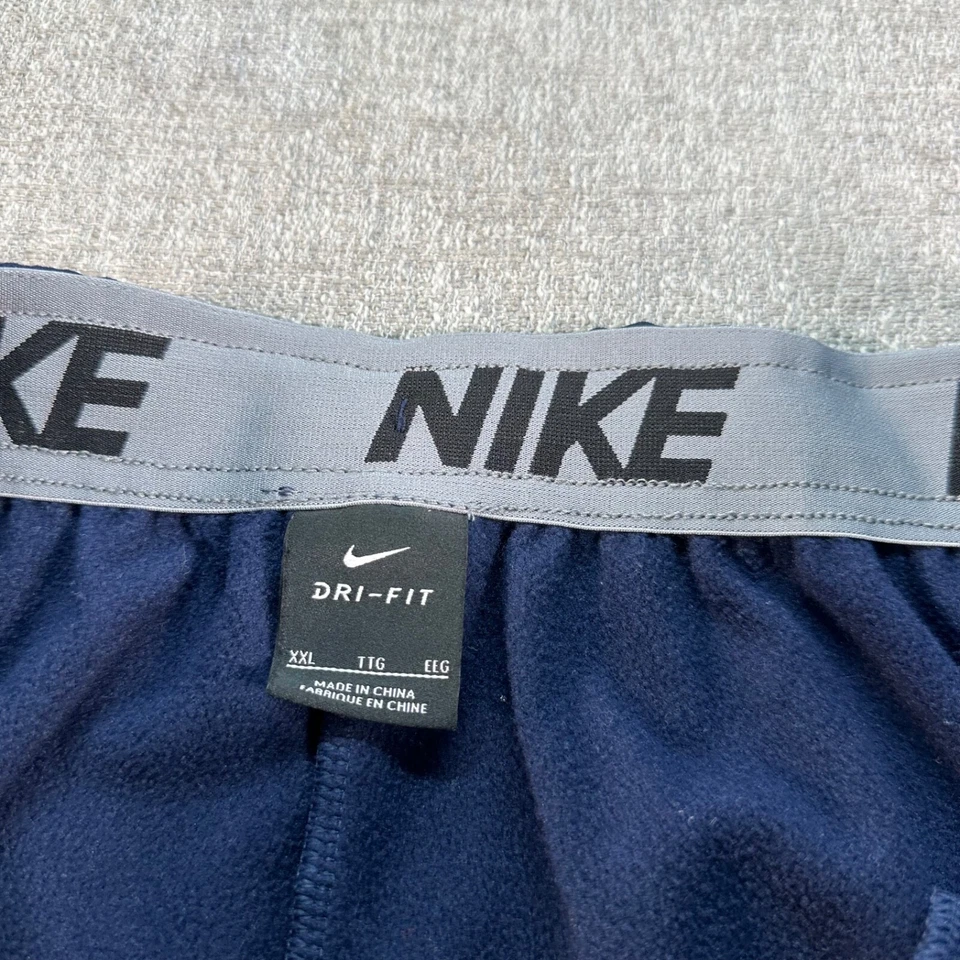 KE NIKE
DRI-FIT
XXL TTG EEG
MADE IN CHINA
FABRIQUE EN CHINE